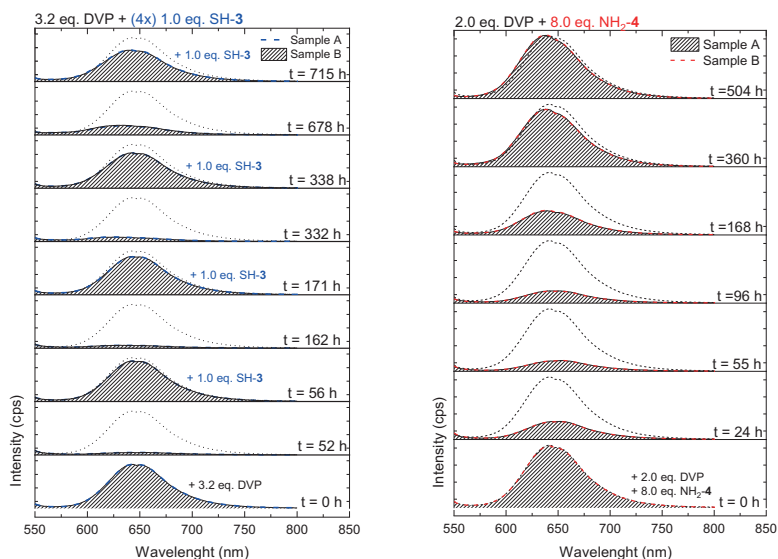 3.2 eq. DVP + (4x) 1.0 eq. SH-3
+ 1.0 eq. SH-3
Sample A
Sample B
t = 715 h
t = 678 h
+ 1.0 eq. SH-3
t = 338 h
t = 332 h
+ 1.0 eq. SH-3
t = 171 h
t = 162 h
+ 1.0 eq. SH-3
t = 56 h
t = 52 h
+ 3.2 eq. DVP
t = 0 h
Intensity (cps)
550 600 650 700 750 800 850
Wavelenght (nm)
2.0 eq. DVP + 8.0 eq. NH₂-4
Sample A
Sample B
t =504 h
t =360 h
t =168 h
t =96 h
t =55 h
t =24 h
+ 2.0 eq. DVP
+ 8.0 eq. NH₂-4
t =0 h
Intensity (cps)
550 600 650 700 750 800 850
Wavelenght (nm)